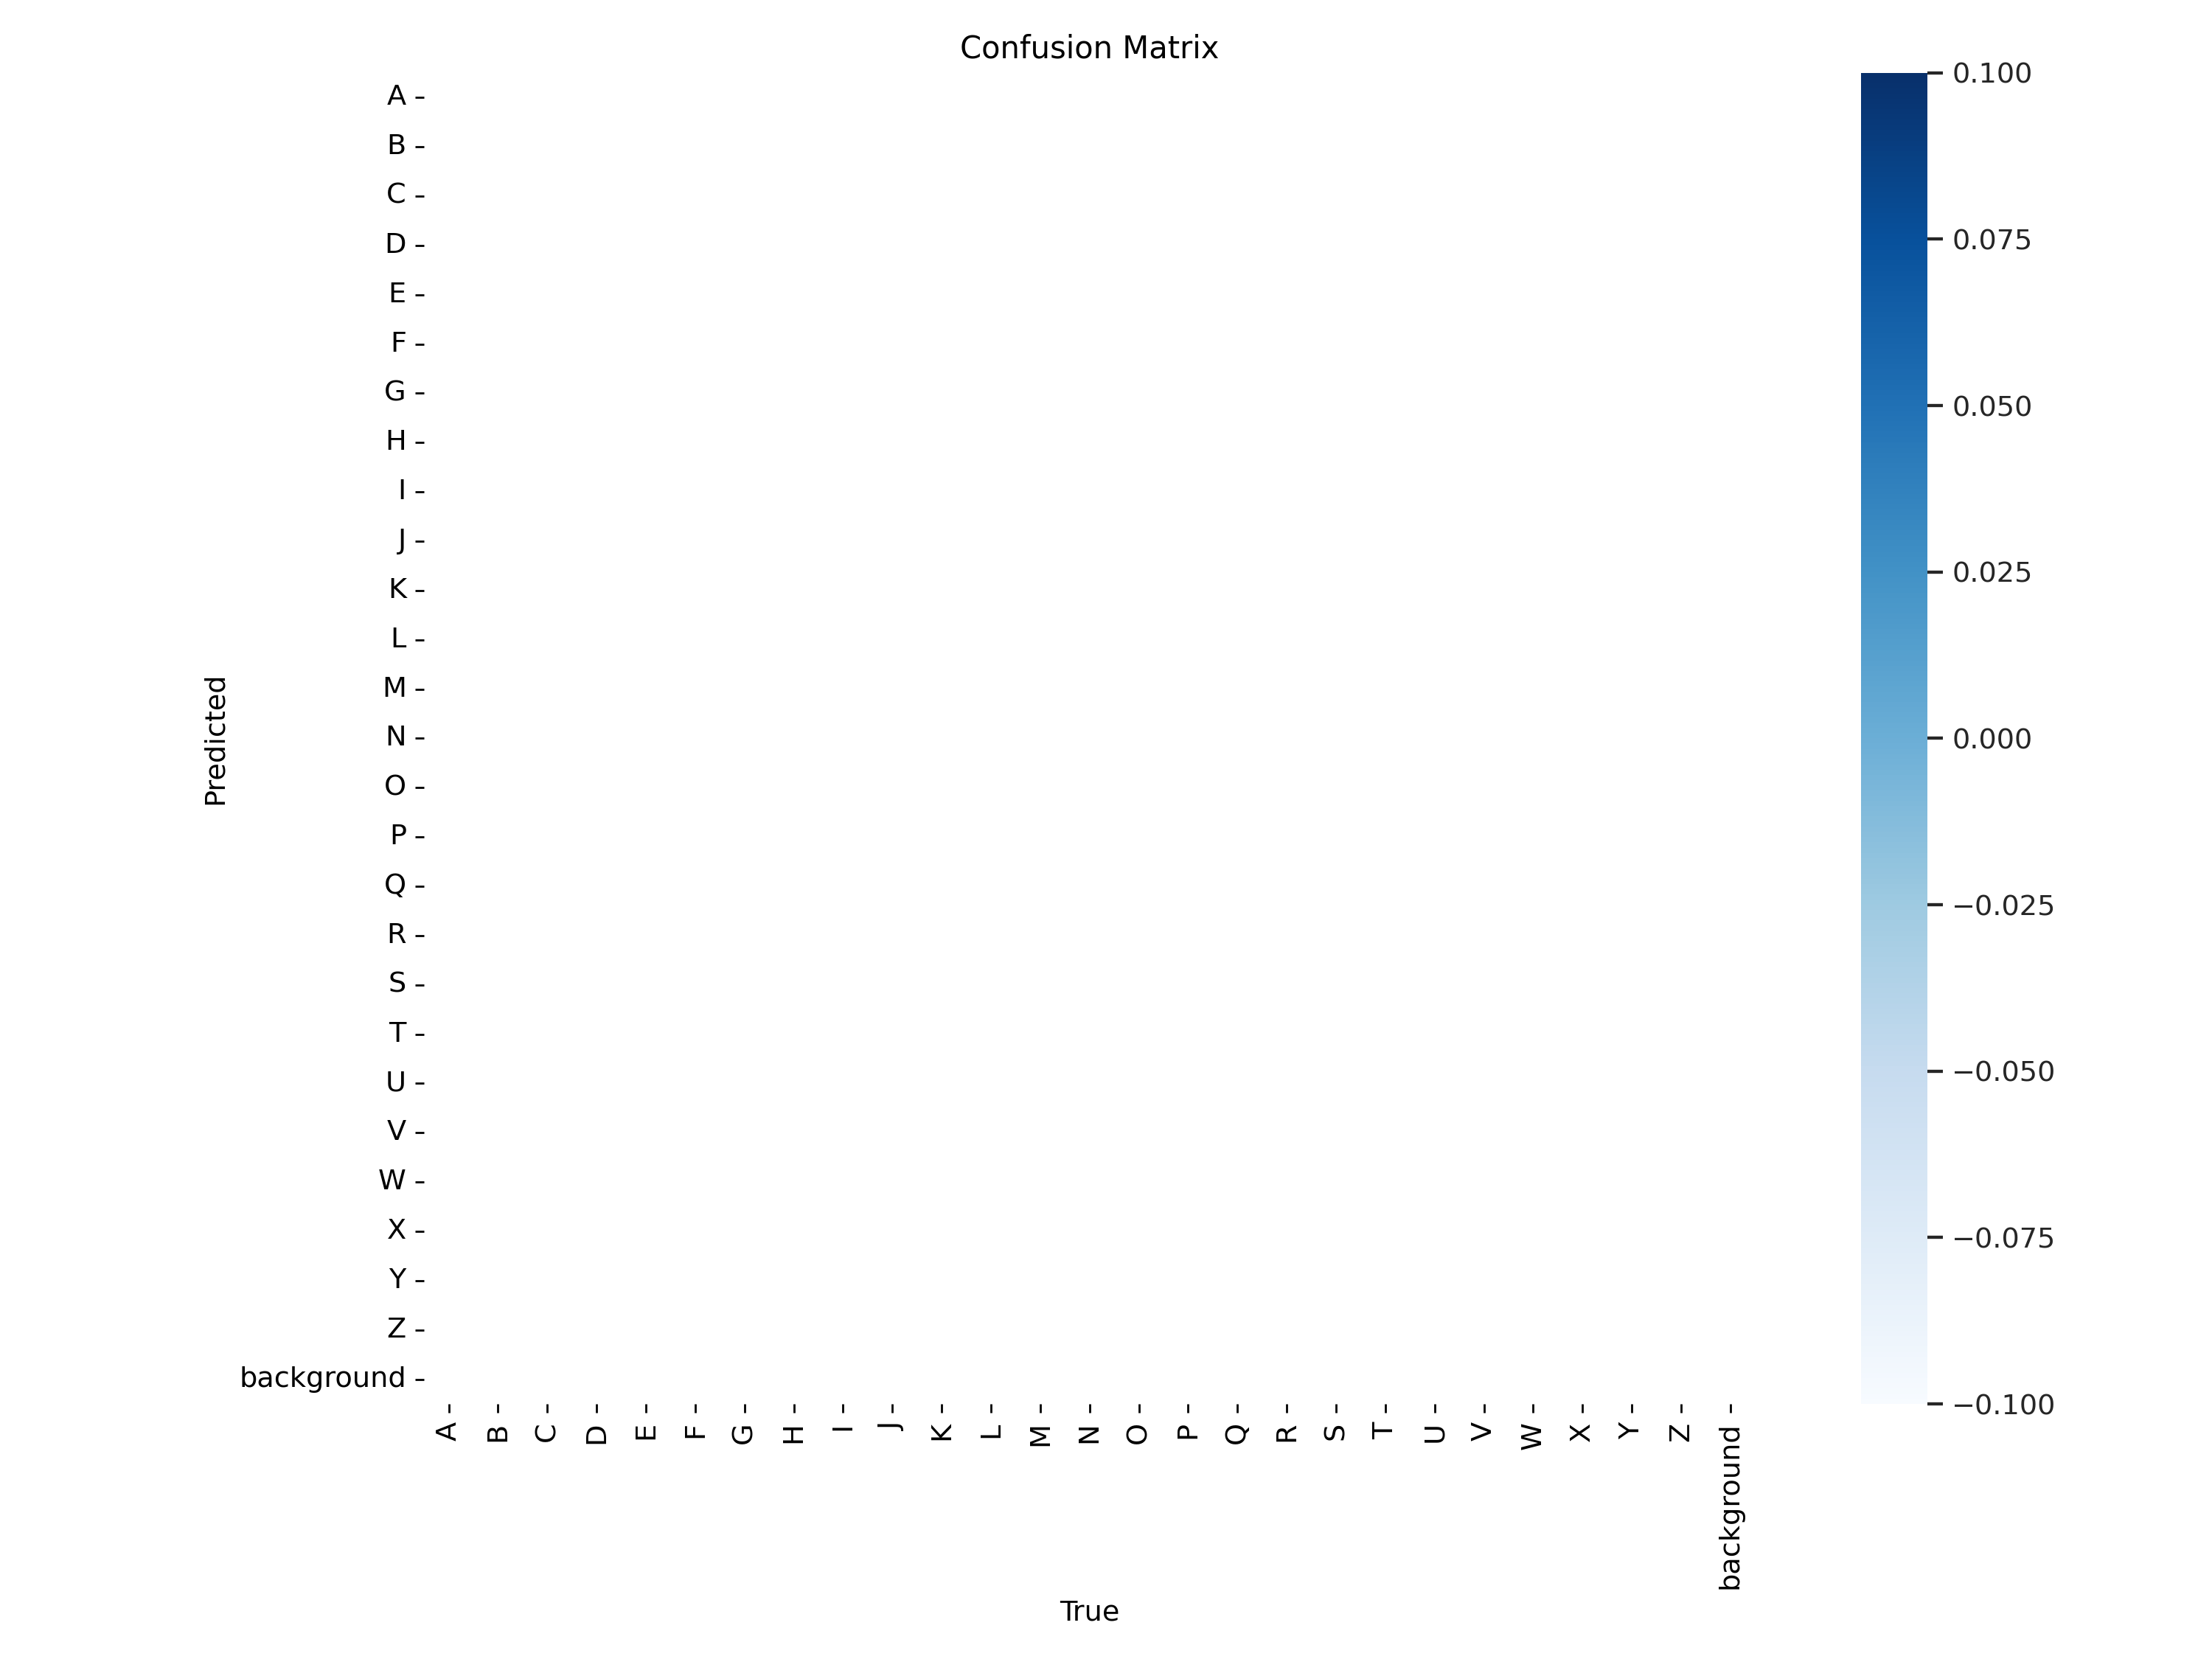 Confusion Matrix
A
B
C
D
E
F
G
H
I
J
K
L
M
N
O
P
Q
R
S
T
U
V
W
X
Y
Z
background
Predicted
A B C D E F G H I J K L M N O P Q R S T U V W X Y Z background
True
0.100
0.075
0.050
0.025
0.000
−0.025
−0.050
−0.075
−0.100